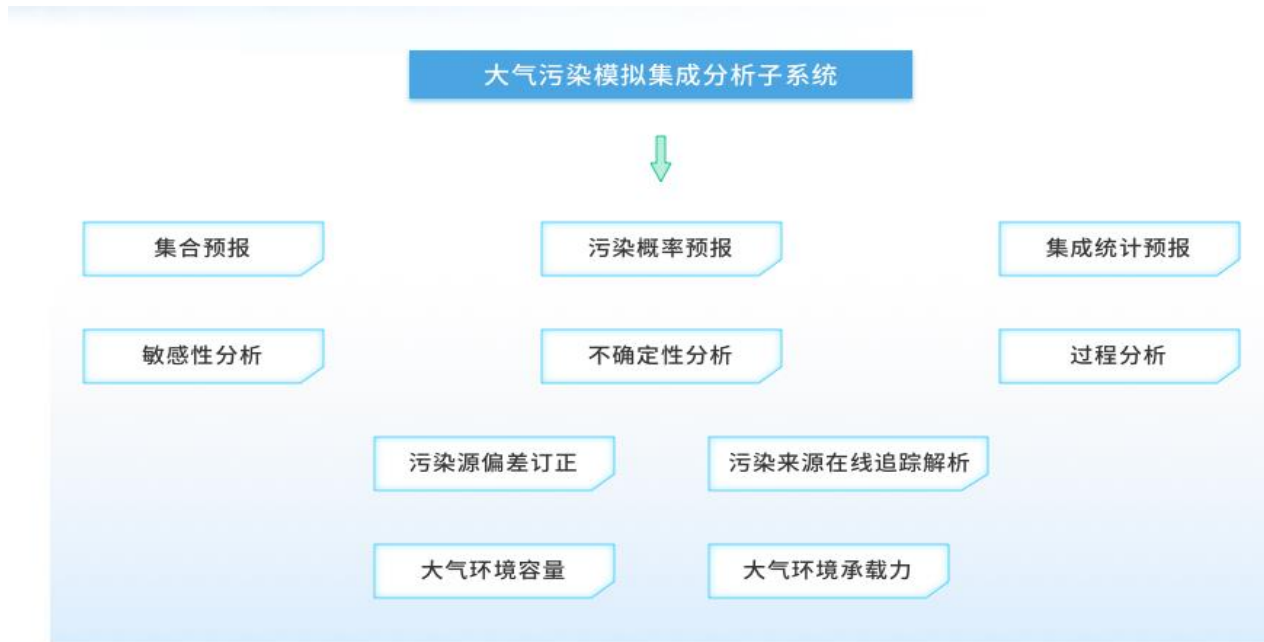 大气污染模拟集成分析子系统
集合预报
污染概率预报
集成统计预报
敏感性分析
不确定性分析
过程分析
污染源偏差订正
污染来源在线追踪解析
大气环境容量
大气环境承载力